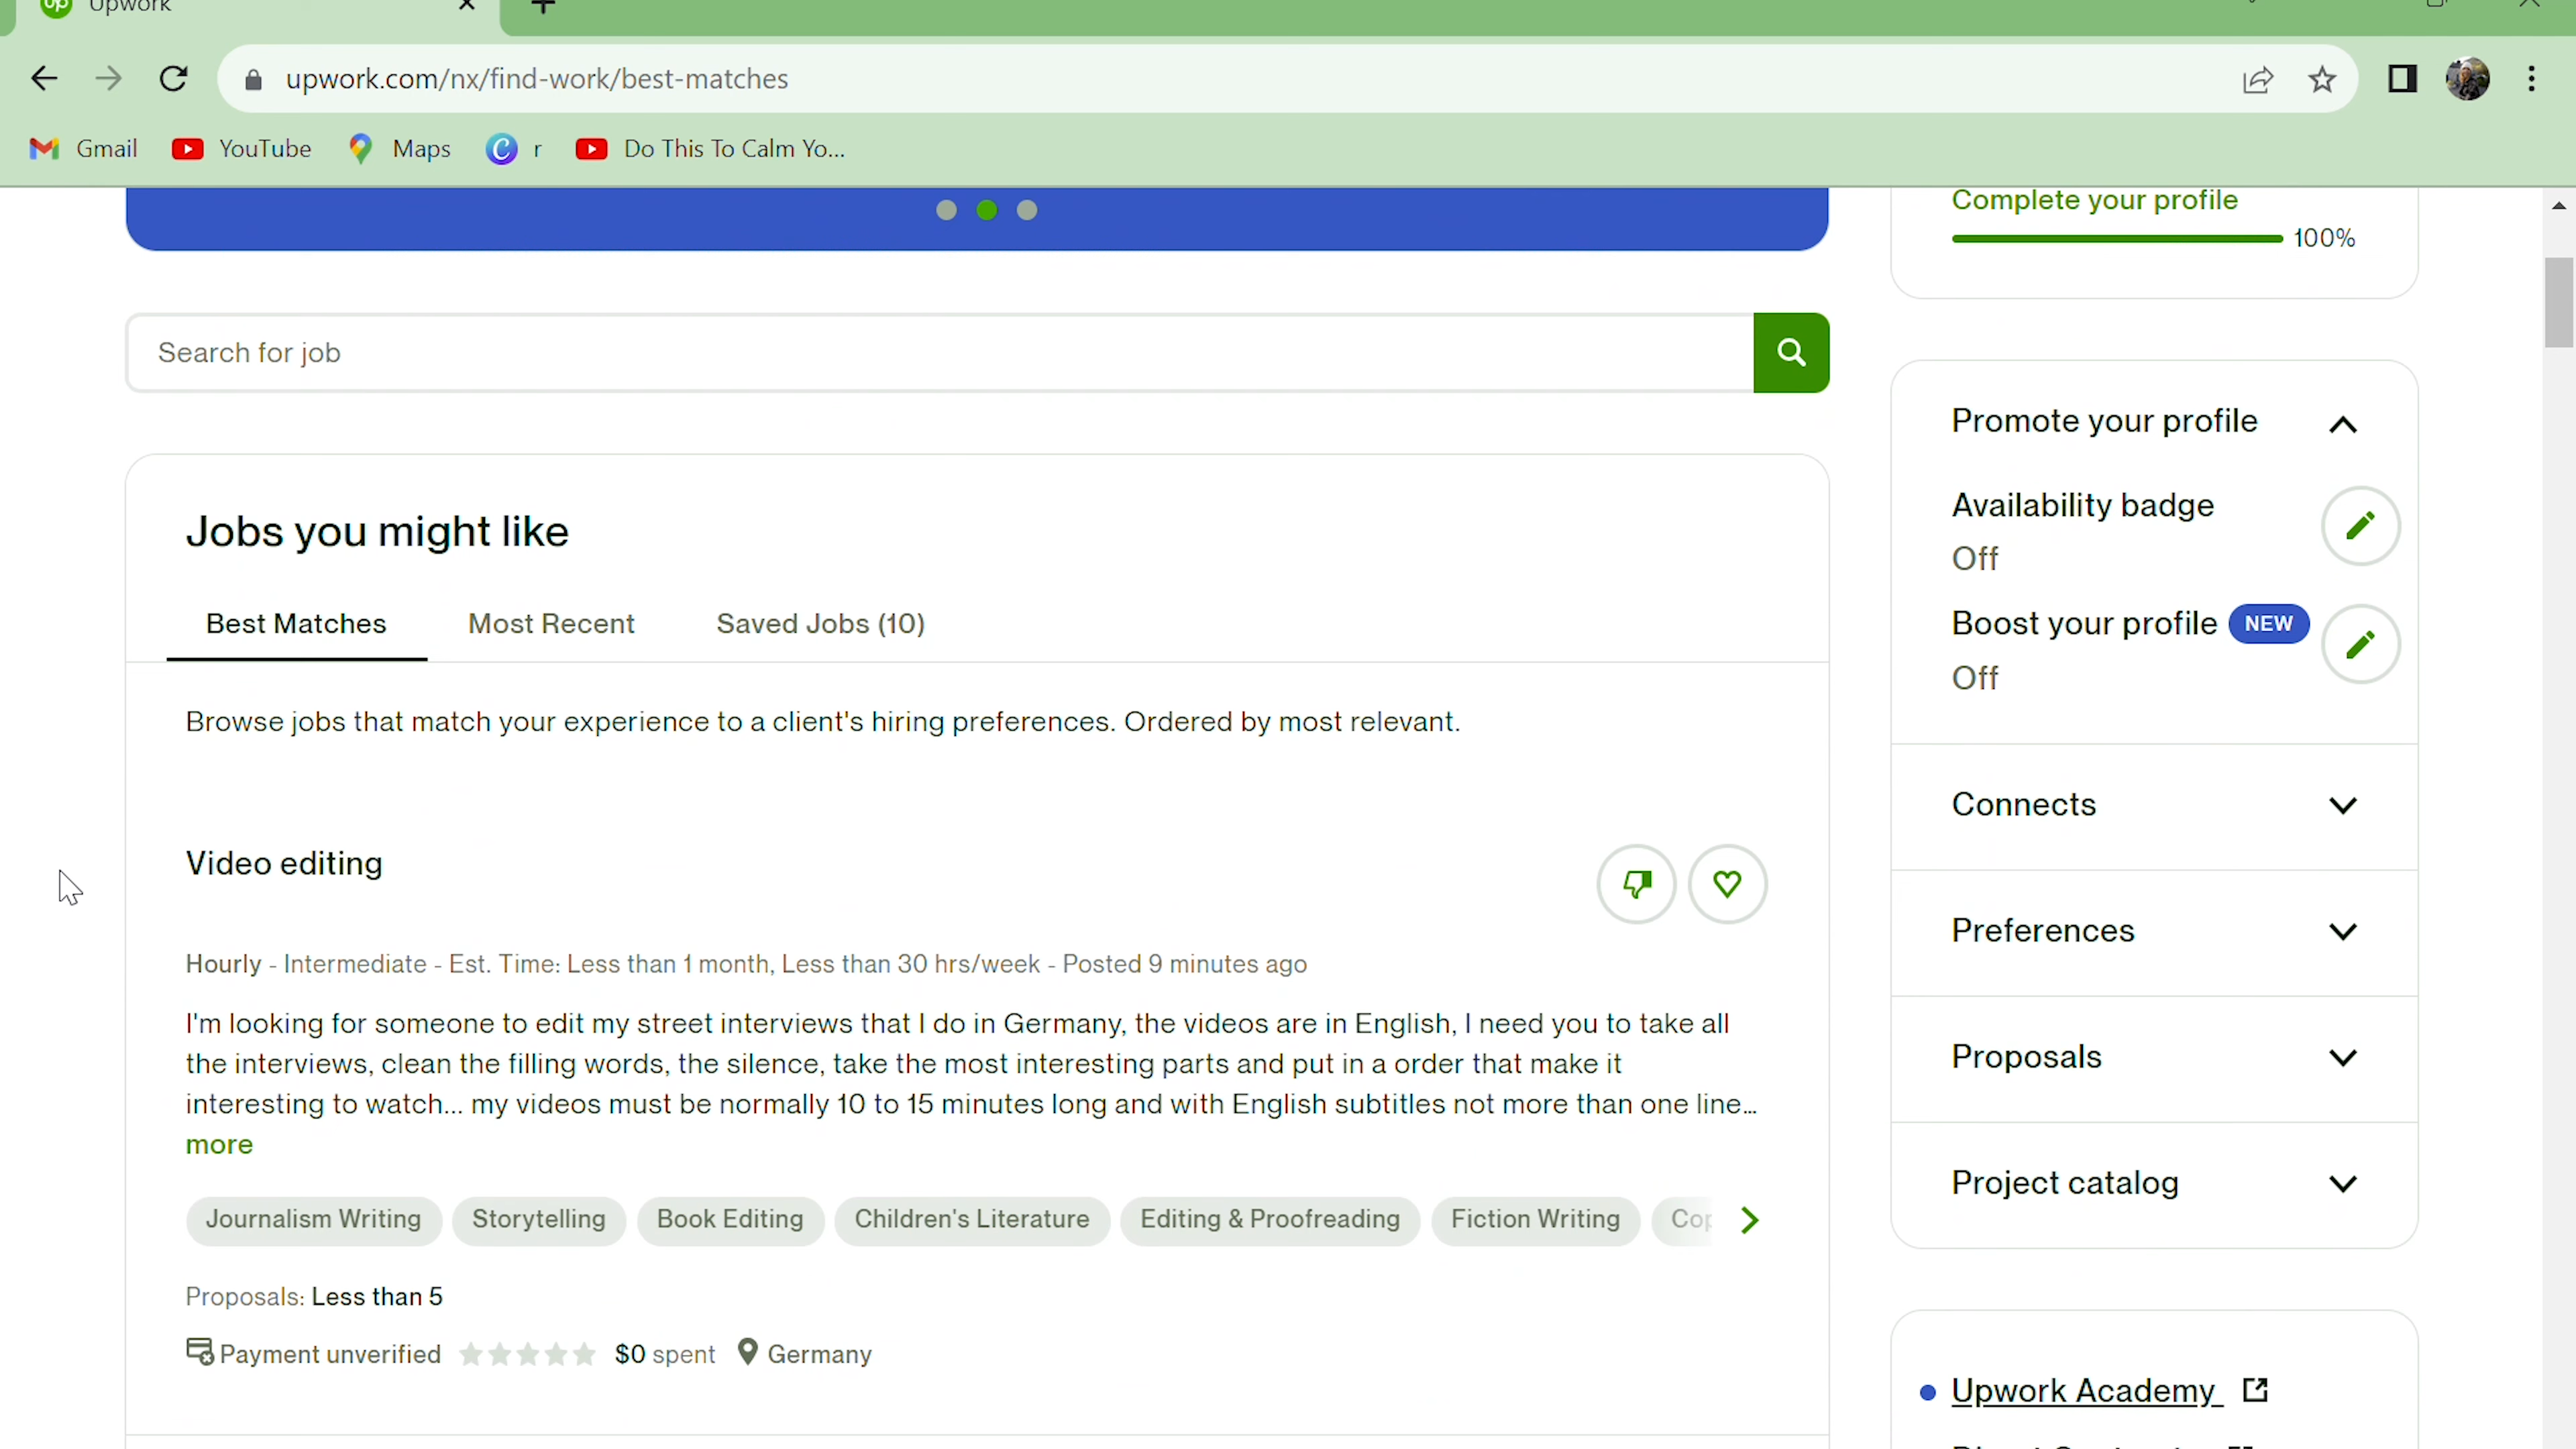 Upwork
upwork.com/nx/find-work/best-matches
Gmail
YouTube
Maps
r
Do This To Calm Yo...
Complete your profile
100%
Search for job
Promote your profile
Availability badge
Off
Boost your profile NEW
Off
Connects
Preferences
Proposals
Project catalog
Upwork Academy
Jobs you might like
Best Matches
Most Recent
Saved Jobs (10)
Browse jobs that match your experience to a client's hiring preferences. Ordered by most relevant.
Video editing
Hourly - Intermediate - Est. Time: Less than 1 month, Less than 30 hrs/week - Posted 9 minutes ago
I'm looking for someone to edit my street interviews that I do in Germany, the videos are in English, I need you to take all
the interviews, clean the filling words, the silence, take the most interesting parts and put in a order that make it
interesting to watch... my videos must be normally 10 to 15 minutes long and with English subtitles not more than one line...
more
Journalism Writing
Storytelling
Book Editing
Children's Literature
Editing & Proofreading
Fiction Writing
Cop
Proposals: Less than 5
Payment unverified $0 spent Germany